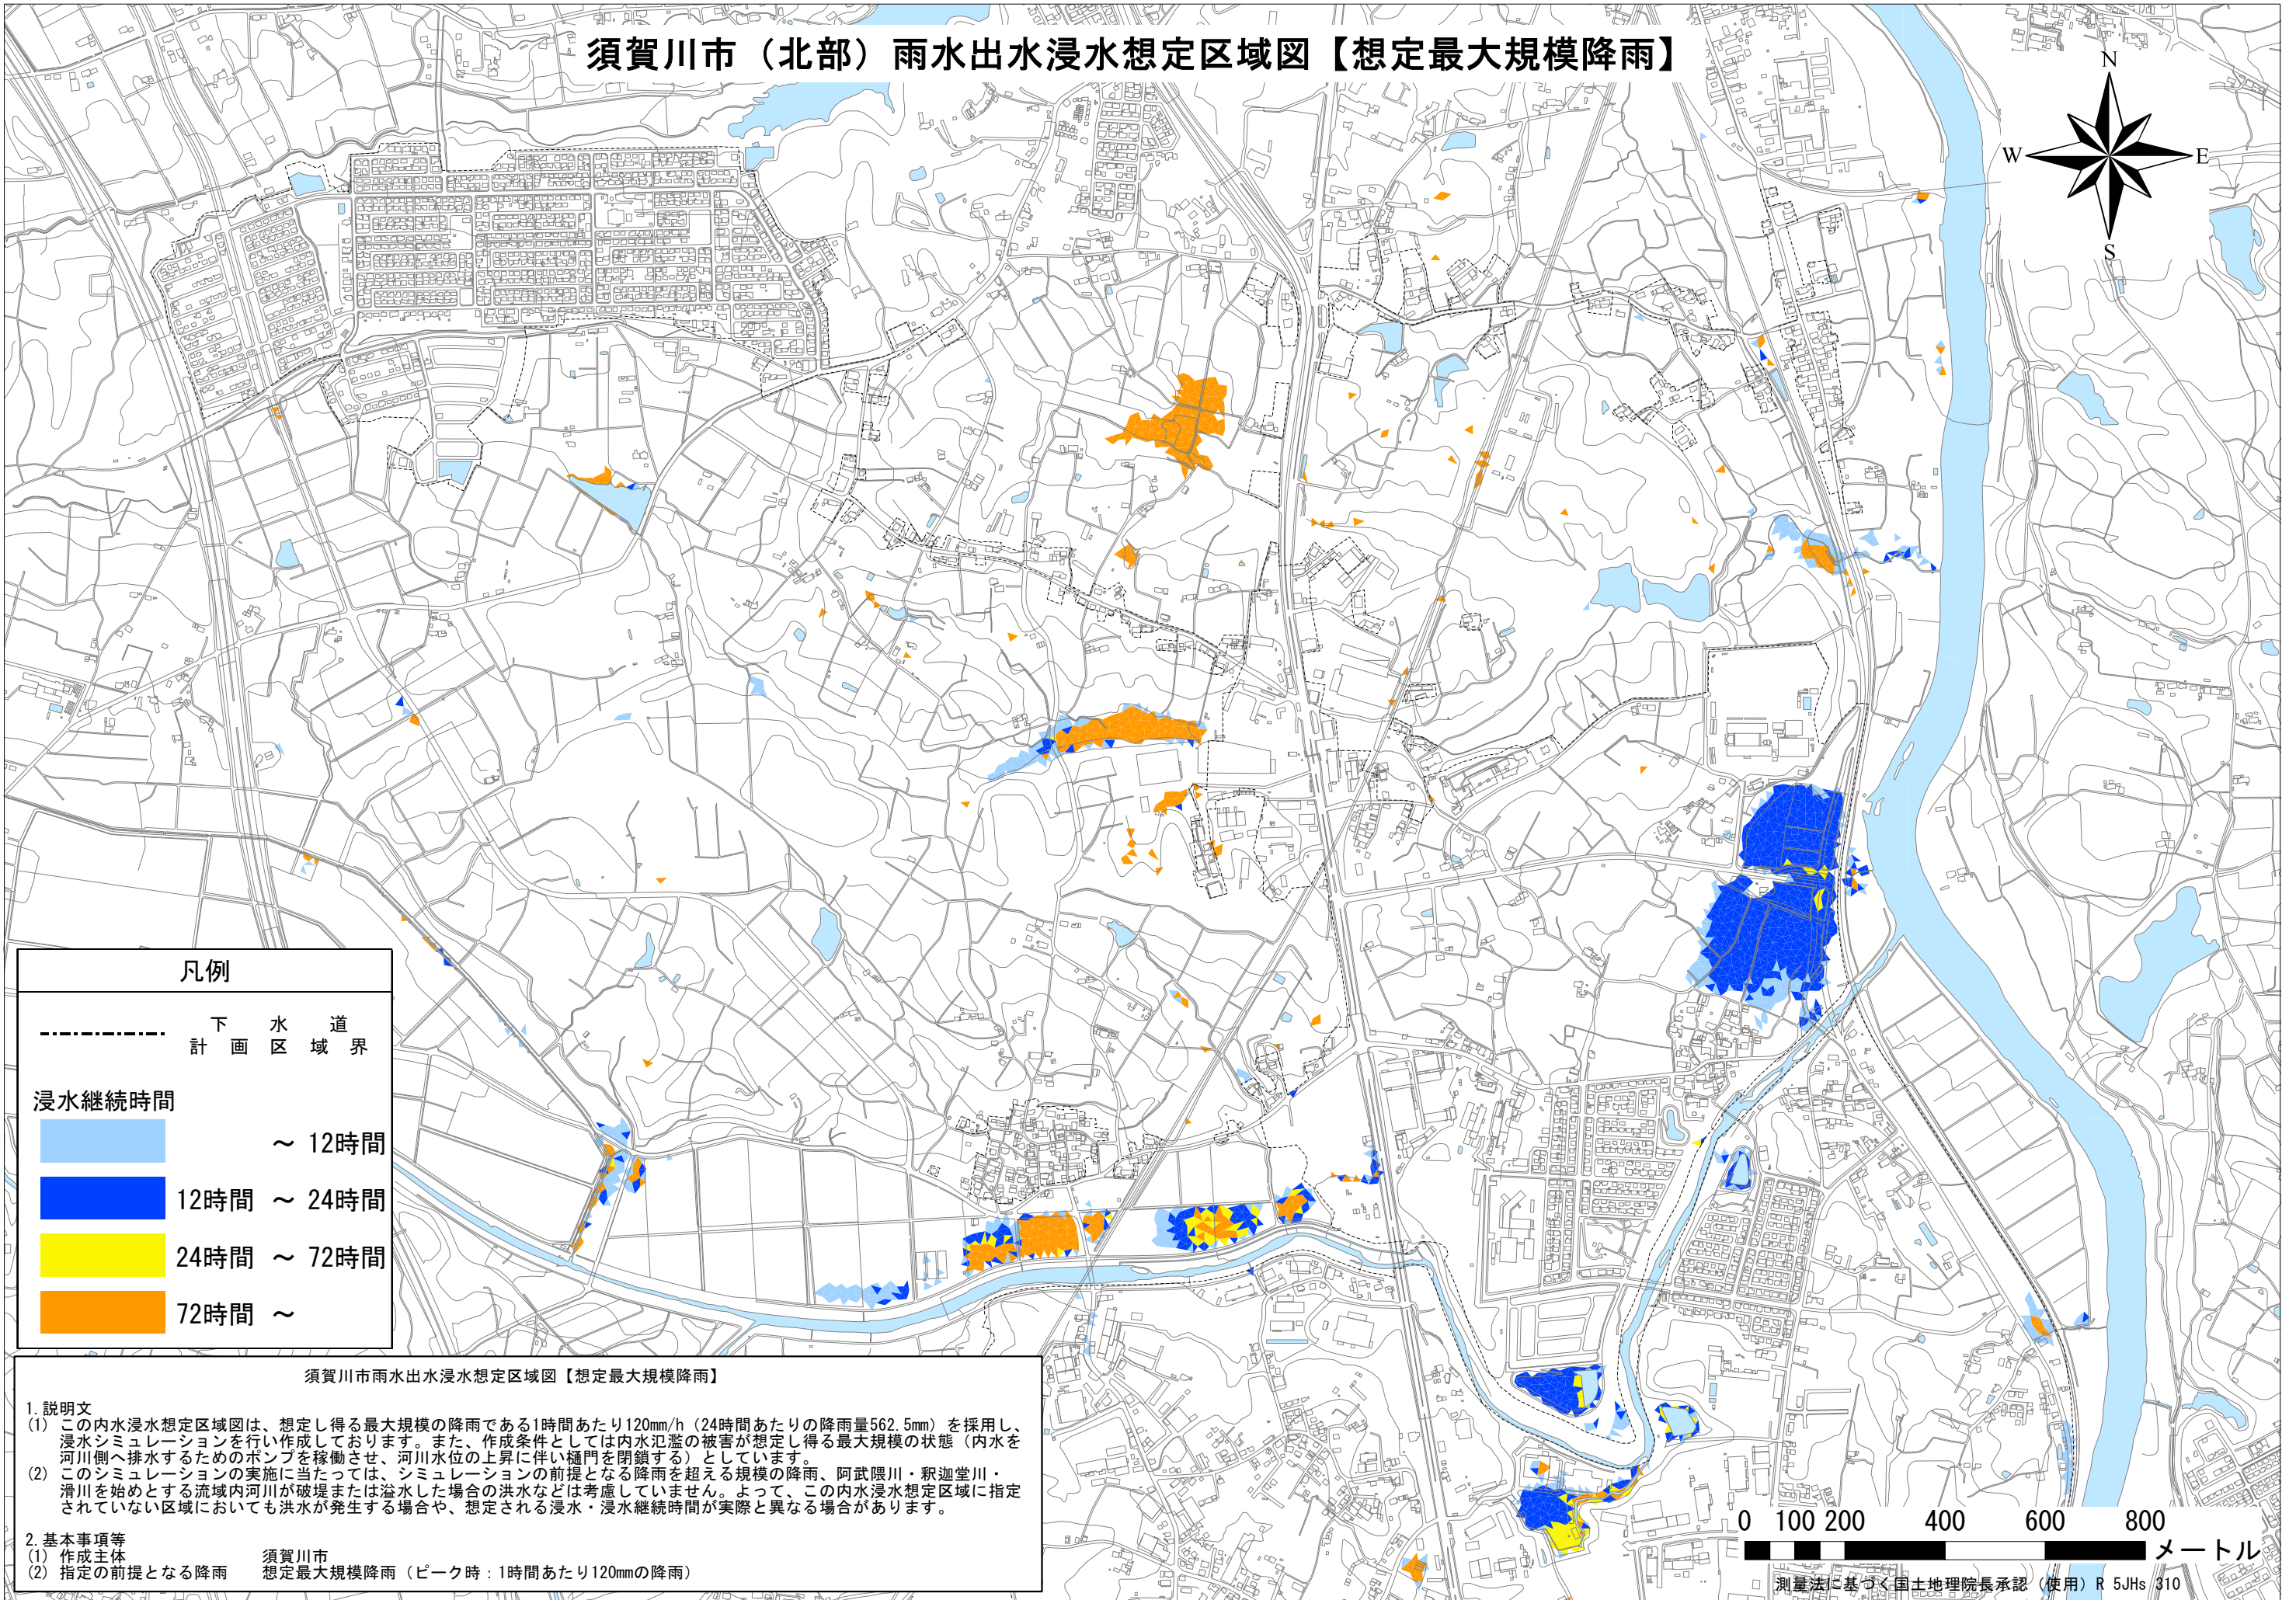 須賀川市（北部）雨水出水浸水想定区域図【想定最大規模降雨】
N
W
E
S
凡例
下水道
計画区域界
浸水継続時間
～ 12時間
12時間 ～ 24時間
24時間 ～ 72時間
72時間 ～
須賀川市雨水出水浸水想定区域図【想定最大規模降雨】
1.説明文
(1) この内水浸水想定区域図は、想定し得る最大規模の降雨である1時間あたり120mm/h（24時間あたりの降雨量562.5mm）を採用し、
浸水シミュレーションを行い作成しております。また、作成条件としては内水氾濫の被害が想定し得る最大規模の状態（内水を
河川側へ排水するためのポンプを稼働させ、河川水位の上昇に伴い樋門を閉鎖する）としています。
(2) このシミュレーションの実施に当たっては、シミュレーションの前提となる降雨を超える規模の降雨、阿武隈川・釈迦堂川・
滑川を始めとする流域内河川が破堤または溢水した場合の洪水などは考慮していません。よって、この内水浸水想定区域に指定
されていない区域においても洪水が発生する場合や、想定される浸水・浸水継続時間が実際と異なる場合があります。
2.基本事項等
(1) 作成主体 須賀川市
(2) 指定の前提となる降雨 想定最大規模降雨（ピーク時：1時間あたり120mmの降雨）
0 100 200 400 600 800
メートル
測量法に基づく国土地理院長承認（使用）R 5JHs 310